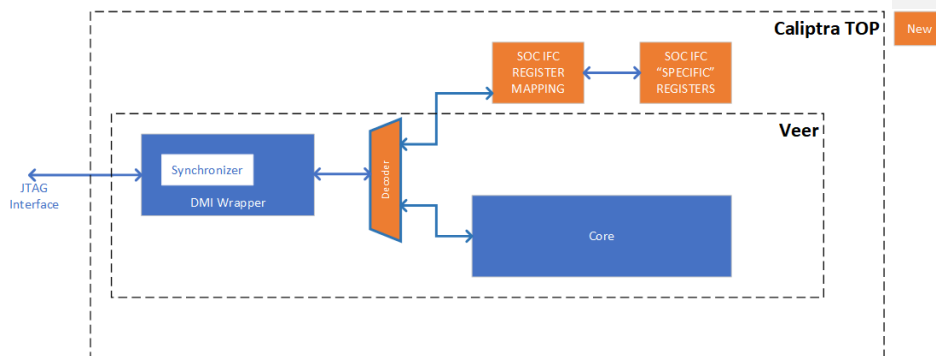 Caliptra TOP
New
SOC IFC
REGISTER
MAPPING
SOC IFC
“SPECIFIC”
REGISTERS
Veer
Synchronizer
DMI Wrapper
Decoder
JTAG
Interface
Core